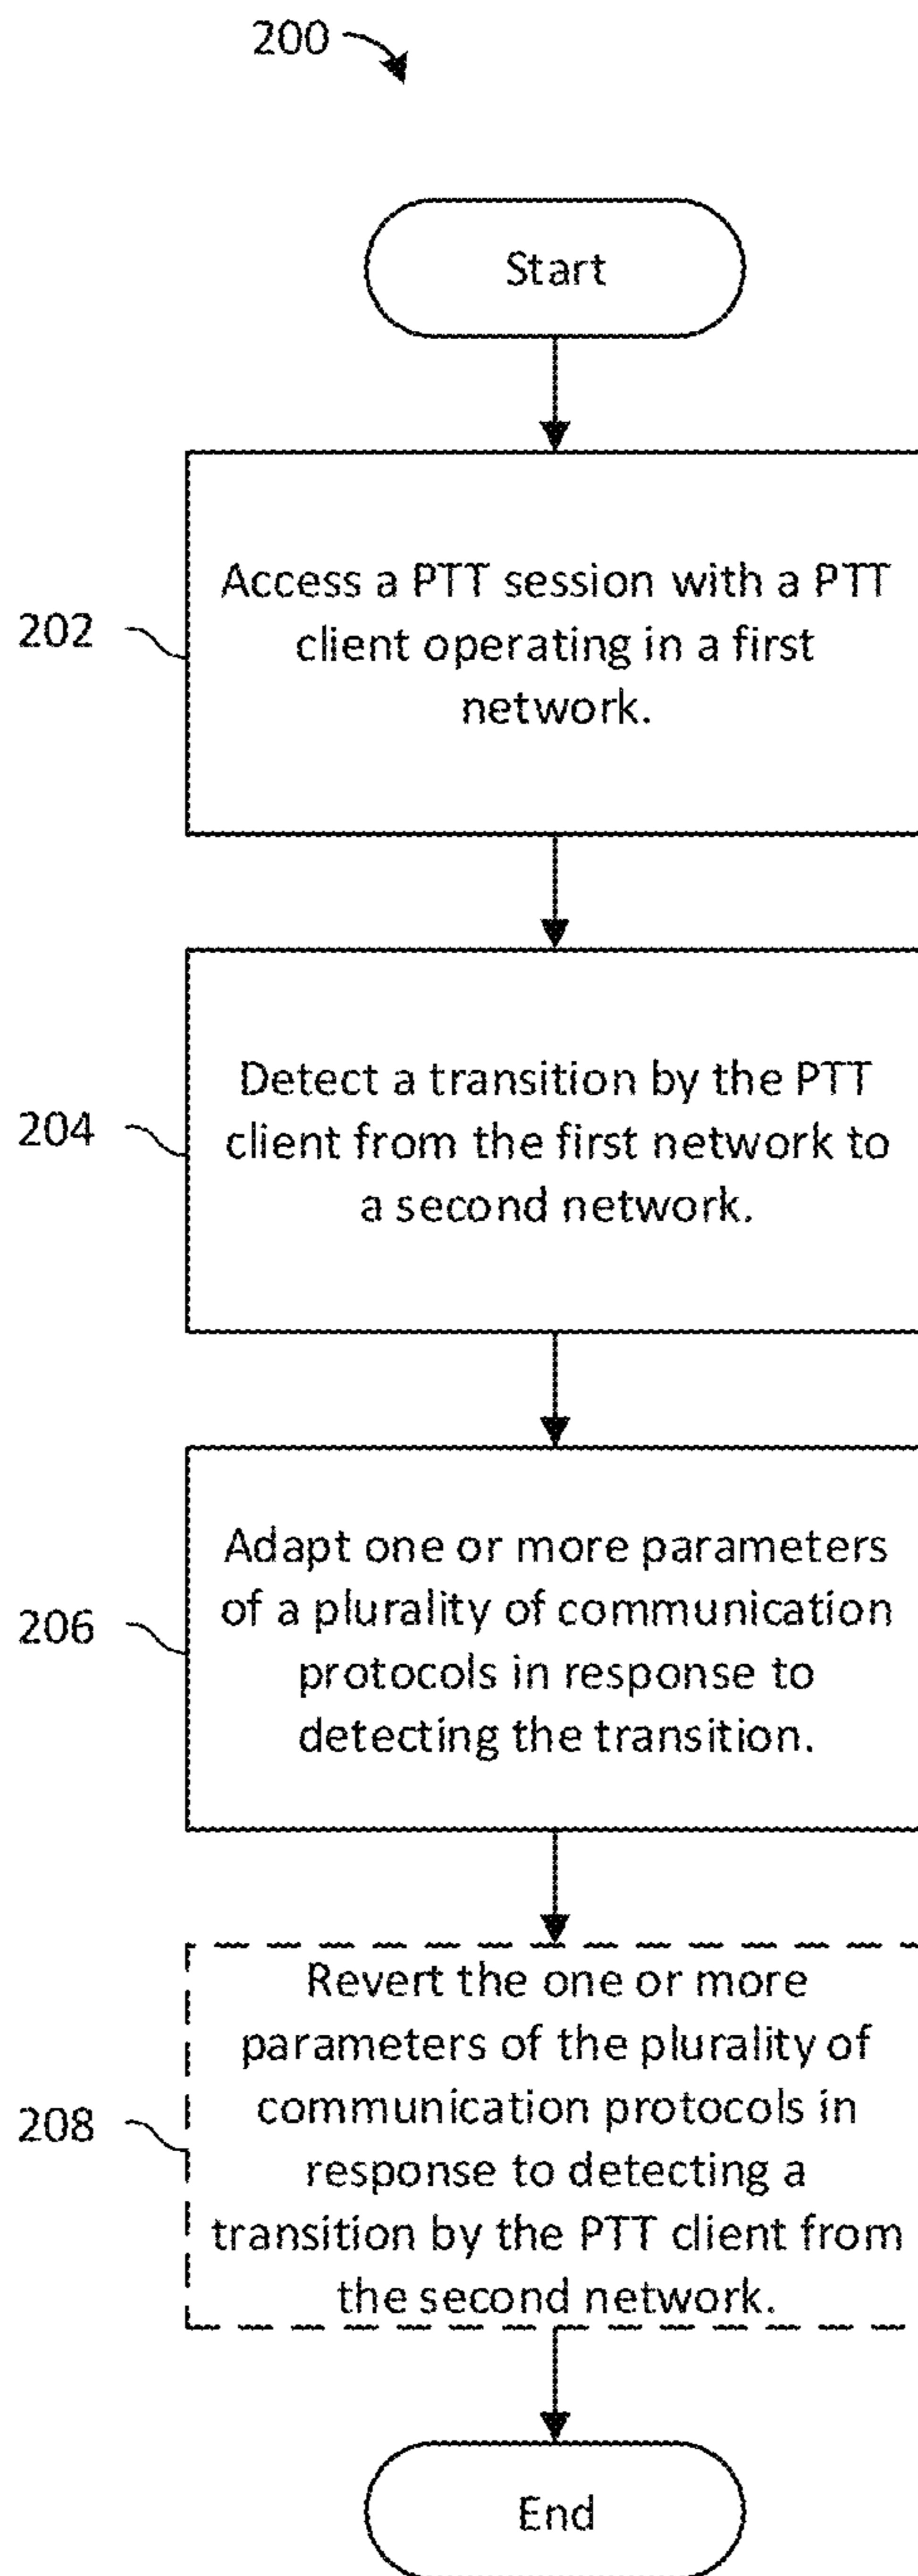 200
Start
202
Access a PTT session with a PTT
client operating in a first
network.
204
Detect a transition by the PTT
client from the first network to
a second network.
206
Adapt one or more parameters
of a plurality of communication
protocols in response to
detecting the transition.
208
Revert the one or more
parameters of the plurality of
communication protocols in
response to detecting a
transition by the PTT client from
the second network.
End